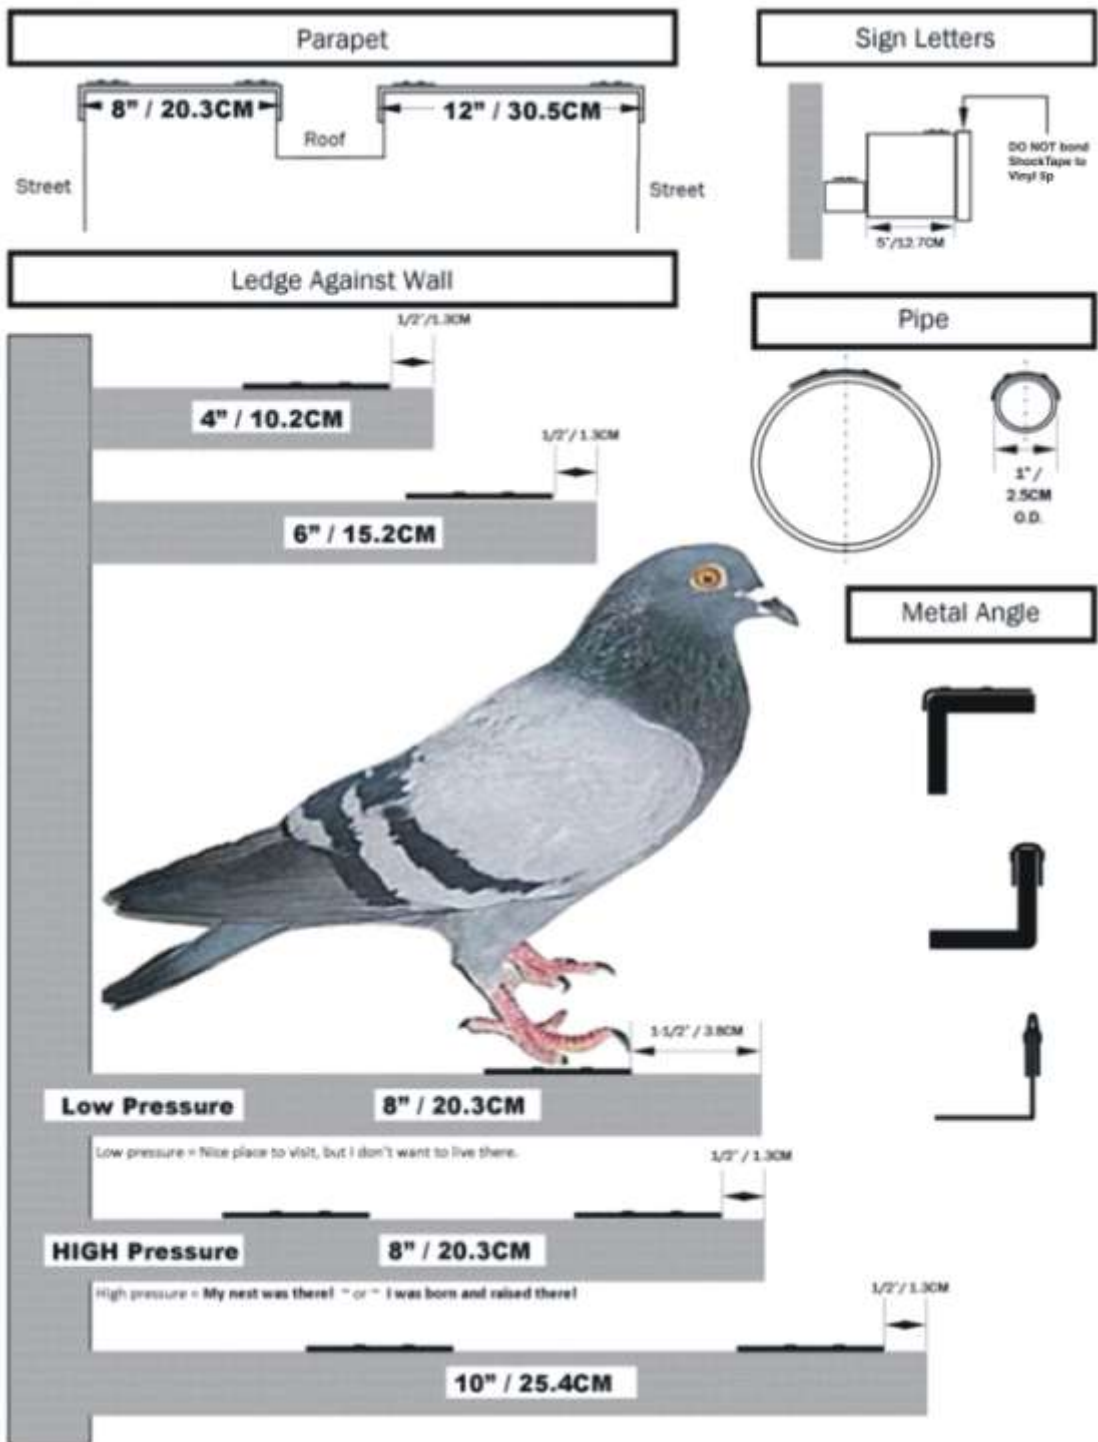 Parapet
8" / 20.3CM
12" / 30.5CM
Roof
Street
Street
Sign Letters
DO NOT bond
ShockTape to
Vinyl lip
5"/12.7CM
Ledge Against Wall
1/2"/1.3CM
4" / 10.2CM
1/2"/ 1.3CM
6" / 15.2CM
Pipe
1"/
2.5CM
O.D.
Metal Angle
1-1/2" / 3.8CM
Low Pressure
8" / 20.3CM
Low pressure = Nice place to visit, but I don't want to live there.
1/2" / 1.3CM
HIGH Pressure
8" / 20.3CM
High pressure = My nest was there! ~ or ~ I was born and raised there!
1/2"/ 1.3CM
10" / 25.4CM